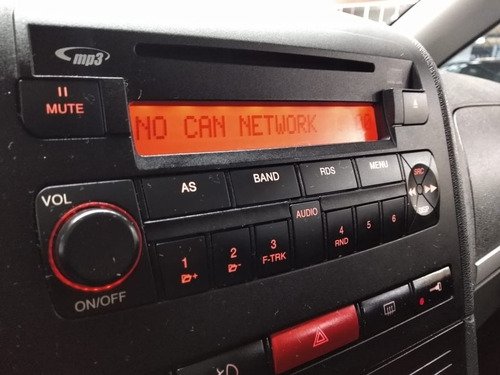 mp3
MUTE
NO CAN NETWORK
VOL
AS
BAND
RDS
MENU
SRC
AUDIO
1
2
3
F-TRK
4
RND
5
6
ON/OFF